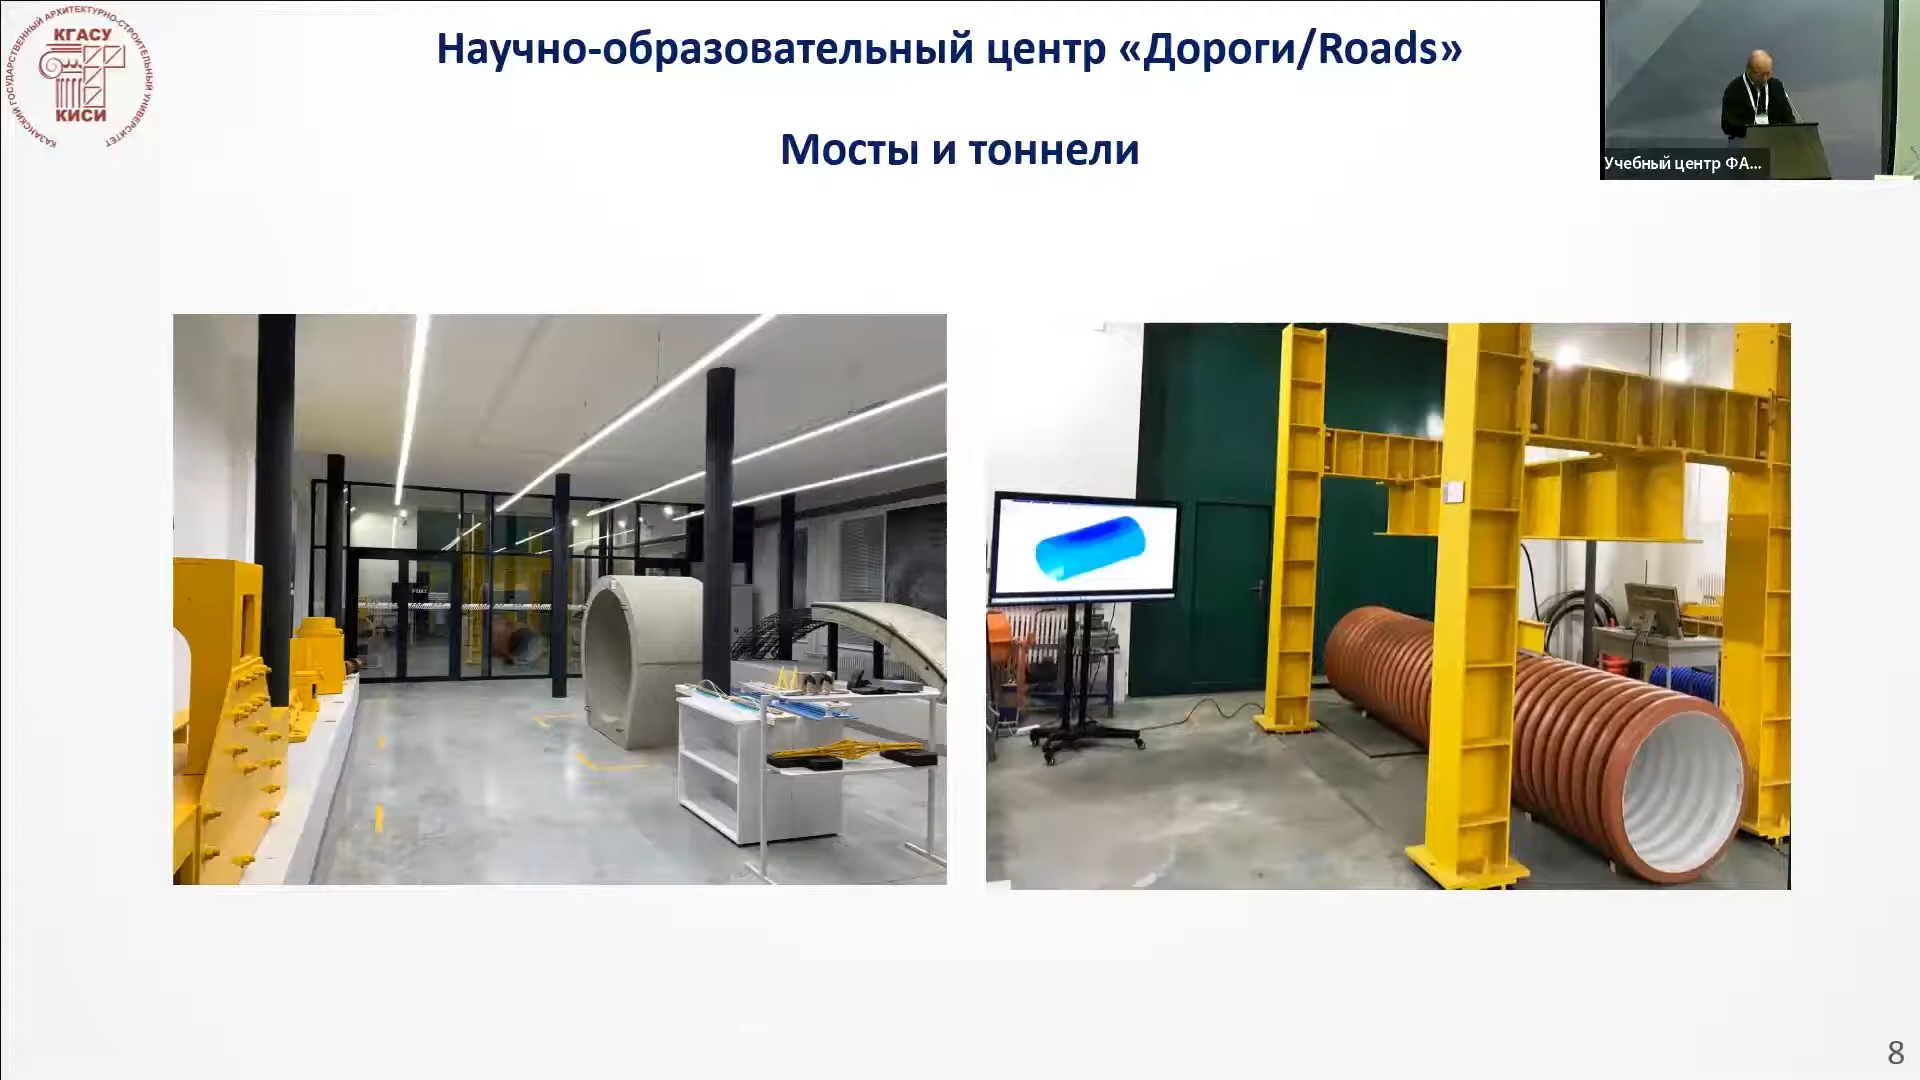 КАЗАНСКИЙ ГОСУДАРСТВЕННЫЙ АРХИТЕКТУРНО-СТРОИТЕЛЬНЫЙ УНИВЕРСИТЕТ
КГАСУ
КИСИ
Научно-образовательный центр «Дороги/Roads»
Мосты и тоннели
Учебный центр ФА...
8